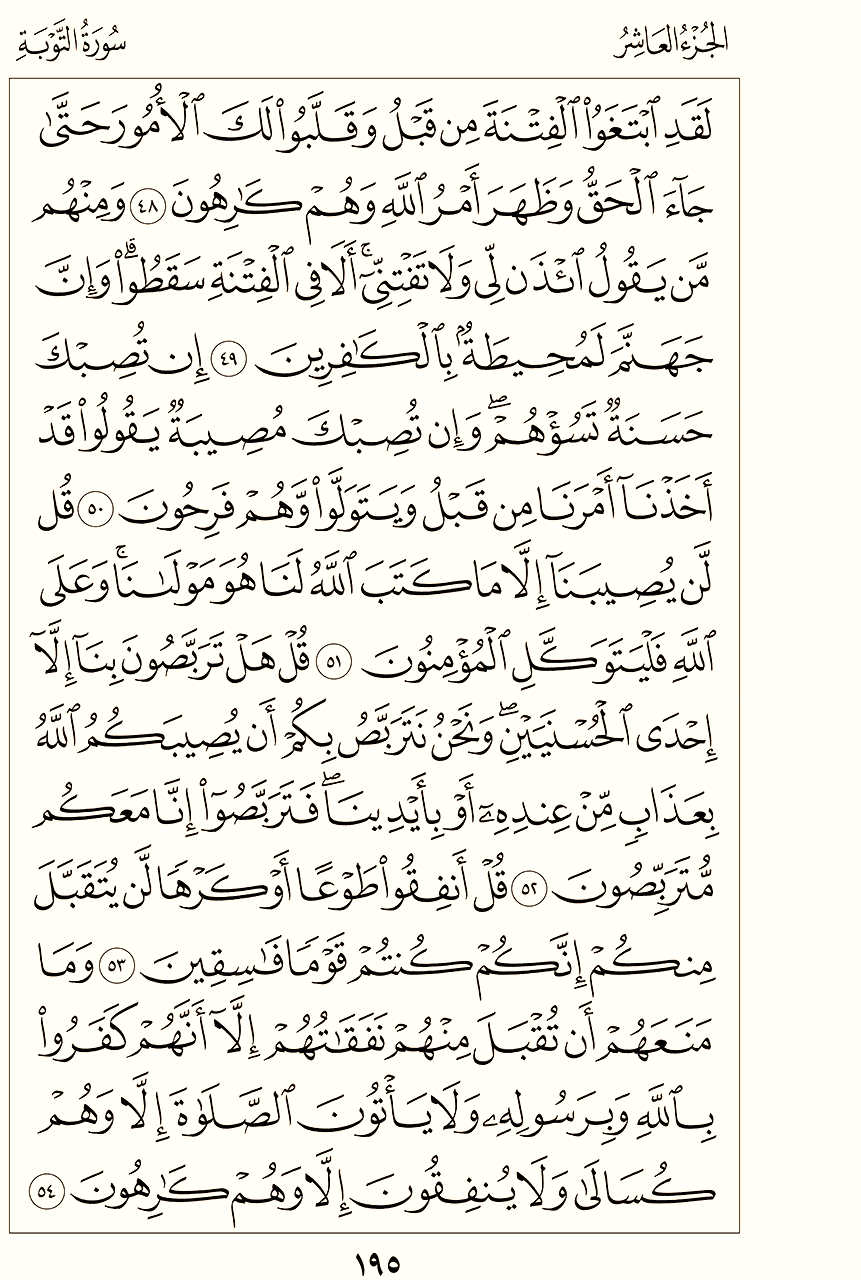 الجُزْءُ العَاشِرُ
سُورَةُ التَّوْبَةِ
لَقَدِ ٱبْتَغَوُا۟ ٱلْفِتْنَةَ مِن قَبْلُ وَقَلَّبُوا۟ لَكَ ٱلْأُمُورَ حَتَّىٰ
جَآءَ ٱلْحَقُّ وَظَهَرَ أَمْرُ ٱللَّهِ وَهُمْ كَـٰرِهُونَ ٤٨ وَمِنْهُم
مَّن يَقُولُ ٱئْذَن لِّى وَلَا تَفْتِنِّىٓ ۚ أَلَا فِى ٱلْفِتْنَةِ سَقَطُوا۟ ۗ وَإِنَّ
جَهَنَّمَ لَمُحِيطَةٌۢ بِٱلْكَـٰفِرِينَ ٤٩ إِن تُصِبْكَ
حَسَنَةٌ تَسُؤْهُمْ ۖ وَإِن تُصِبْكَ مُصِيبَةٌ يَقُولُوا۟ قَدْ
أَخَذْنَآ أَمْرَنَا مِن قَبْلُ وَيَتَوَلَّوا۟ وَّهُمْ فَرِحُونَ ٥٠ قُل
لَّن يُصِيبَنَآ إِلَّا مَا كَتَبَ ٱللَّهُ لَنَا هُوَ مَوْلَىٰنَا ۚ وَعَلَى
ٱللَّهِ فَلْيَتَوَكَّلِ ٱلْمُؤْمِنُونَ ٥١ قُلْ هَلْ تَرَبَّصُونَ بِنَآ إِلَّآ
إِحْدَى ٱلْحُسْنَيَيْنِ ۖ وَنَحْنُ نَتَرَبَّصُ بِكُمْ أَن يُصِيبَكُمُ ٱللَّهُ
بِعَذَابٍ مِّنْ عِندِهِۦٓ أَوْ بِأَيْدِينَا ۖ فَتَرَبَّصُوٓا۟ إِنَّا مَعَكُم
مُّتَرَبِّصُونَ ٥٢ قُلْ أَنفِقُوا۟ طَوْعًا أَوْ كَرْهًا لَّن يُتَقَبَّلَ
مِنكُمْ ۖ إِنَّكُمْ كُنتُمْ قَوْمًا فَـٰسِقِينَ ٥٣ وَمَا
مَنَعَهُمْ أَن تُقْبَلَ مِنْهُمْ نَفَقَـٰتُهُمْ إِلَّآ أَنَّهُمْ كَفَرُوا۟
بِٱللَّهِ وَبِرَسُولِهِۦ وَلَا يَأْتُونَ ٱلصَّلَوٰةَ إِلَّا وَهُمْ
كُسَالَىٰ وَلَا يُنفِقُونَ إِلَّا وَهُمْ كَـٰرِهُونَ ٥٤
١٩٥